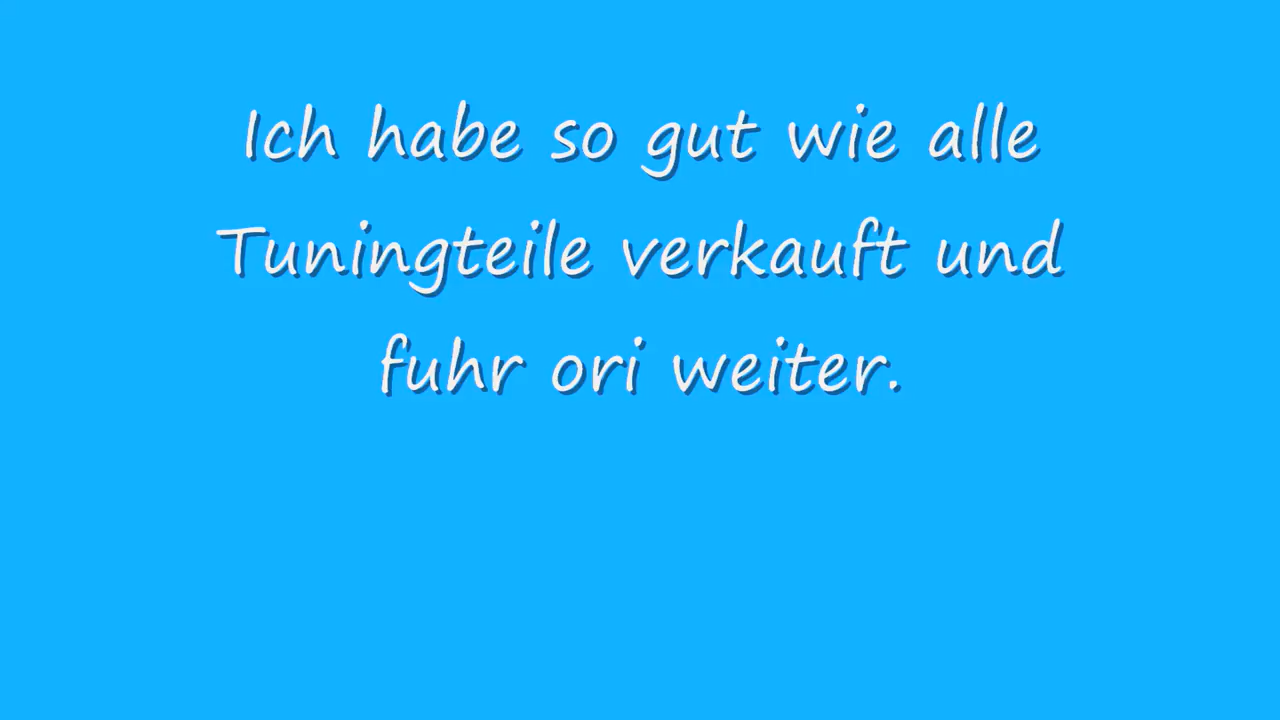 Ich habe so gut wie alle
Tuningteile verkauft und
fuhr ori weiter.